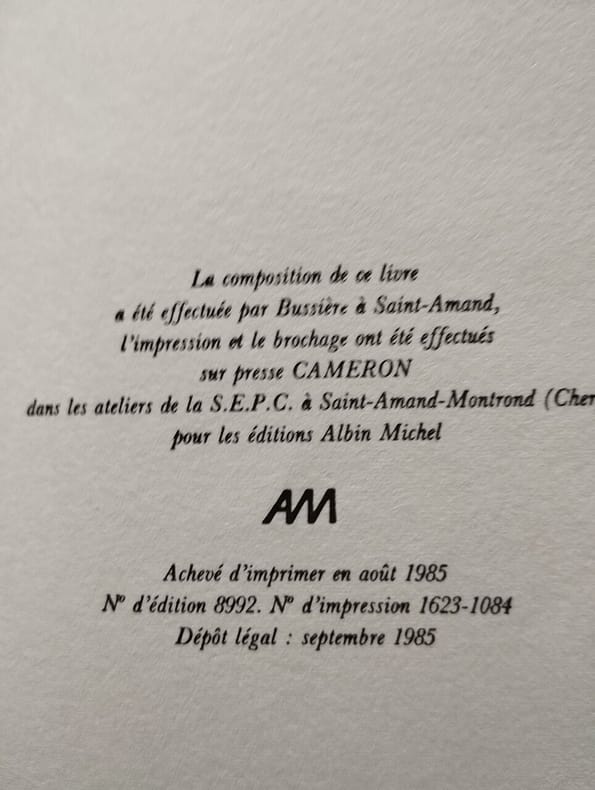 La composition de ce livre
a été effectuée par Bussière à Saint-Amand,
l'impression et le brochage ont été effectués
sur presse CAMERON
dans les ateliers de la S.E.P.C. à Saint-Amand-Montrond (Cher
pour les éditions Albin Michel
AM
Achevé d'imprimer en août 1985
Nº d'édition 8992. Nº d'impression 1623-1084
Dépôt légal : septembre 1985